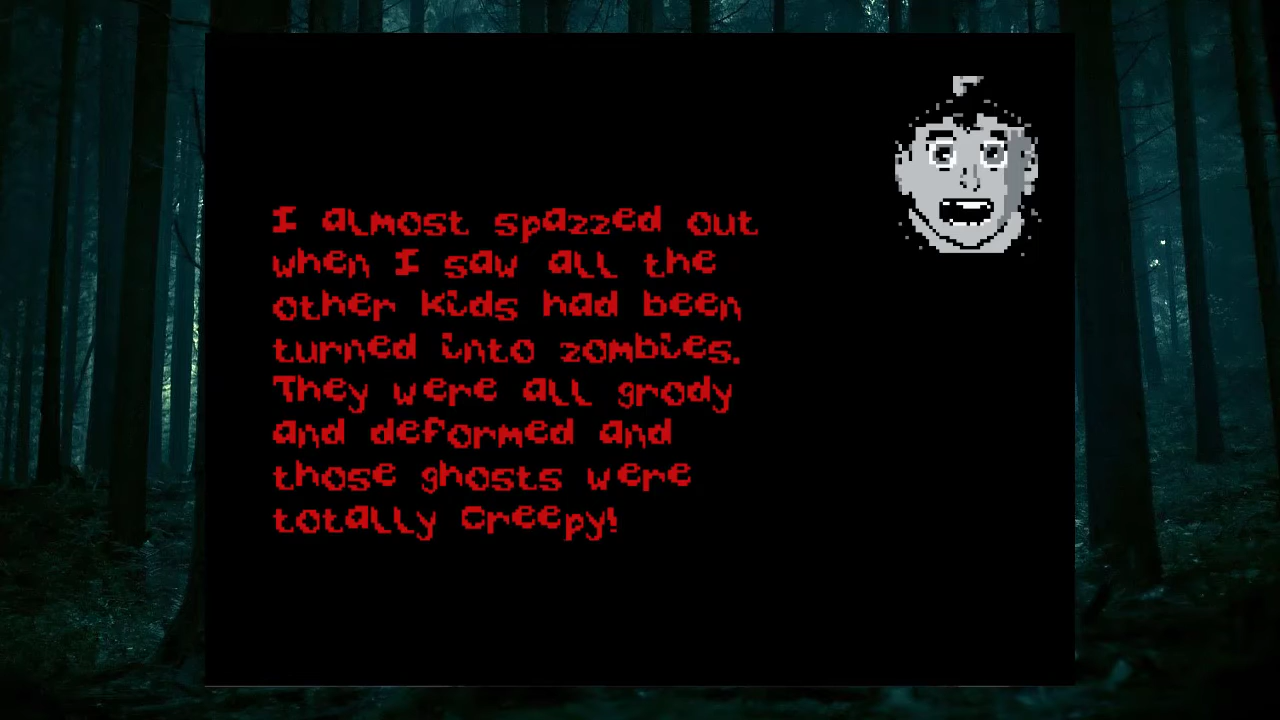 I almost spazzed out
when I saw all the
other kids had been
turned into zombies.
They were all grody
and deformed and
those ghosts were
totally creepy!